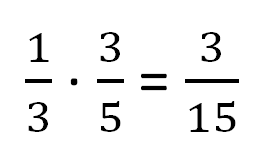 1/3 · 3/5 = 3/15